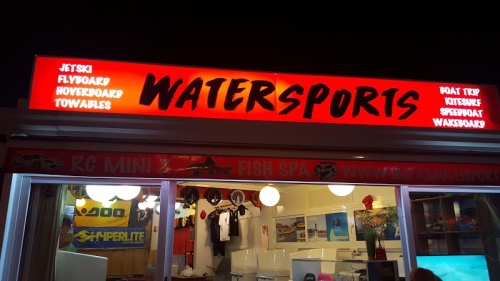 JETSKI
FLYBOARD
HOVERBOARD
TOWABLES
WATERSPORTS
BOAT TRIP
KITESURF
SPEEDBOAT
WAKEBOARD
RC MINI
FISH SPA
HYPERLITE